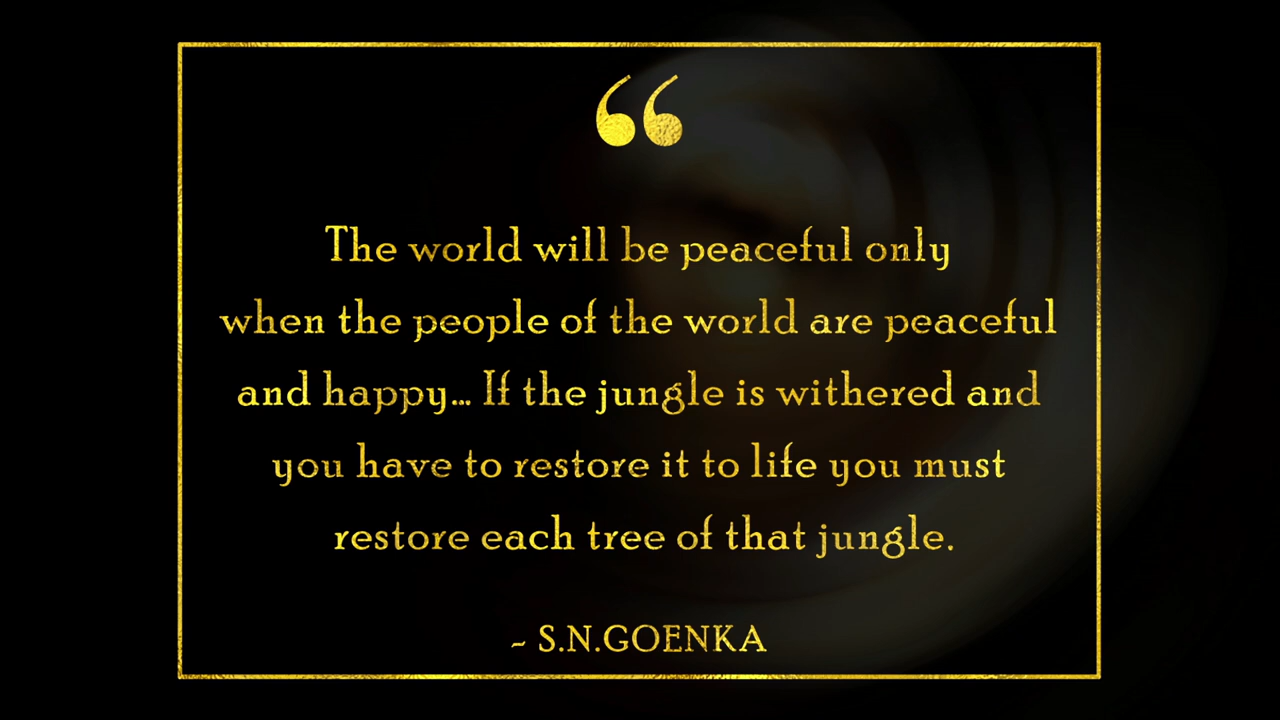 “
The world will be peaceful only
when the people of the world are peaceful
and happy... If the jungle is withered and
you have to restore it to life you must
restore each tree of that jungle.
~ S.N.GOENKA